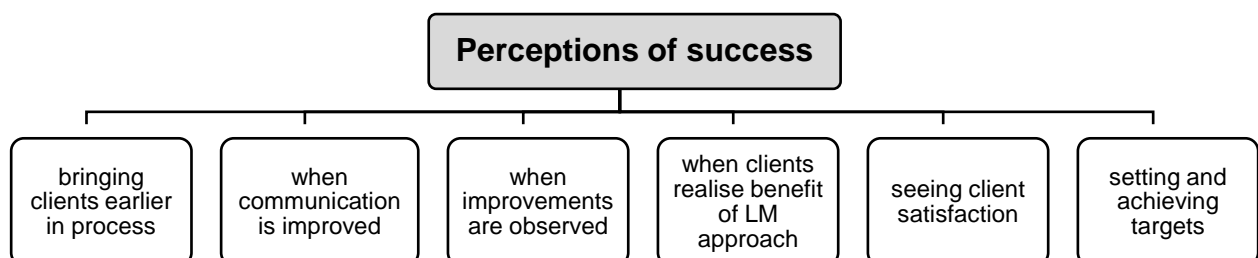 Perceptions of success
bringing
clients earlier
in process
when
communication
is improved
when
improvements
are observed
when clients
realise benefit
of LM
approach
seeing client
satisfaction
setting and
achieving
targets